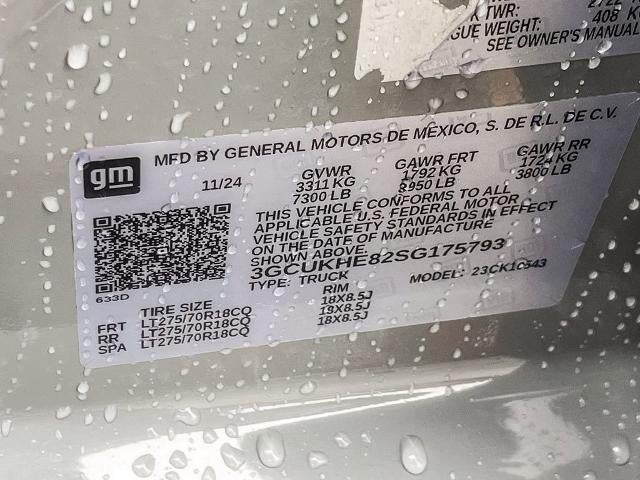 2722
K TWR:
408 K
GUE WEIGHT:
SEE OWNER'S MANUAL
gm
MFD BY GENERAL MOTORS DE MEXICO, S. DE R.L. DE C.V.
11/24
GVWR GAWR FRT GAWR RR
3311 KG 1792 KG 1724 KG
7300 LB 3950 LB 3800 LB
THIS VEHICLE CONFORMS TO ALL
APPLICABLE U.S. FEDERAL MOTOR
VEHICLE SAFETY STANDARDS IN EFFECT
ON THE DATE OF MANUFACTURE
SHOWN ABOVE.
3GCUKHE82SG175793
TYPE: TRUCK MODEL: 23CK1C543
633D
TIRE SIZE RIM
FRT LT275/70R18CQ 18X8.5J
RR LT275/70R18CQ 18X8.5J
SPA LT275/70R18CQ 18X8.5J